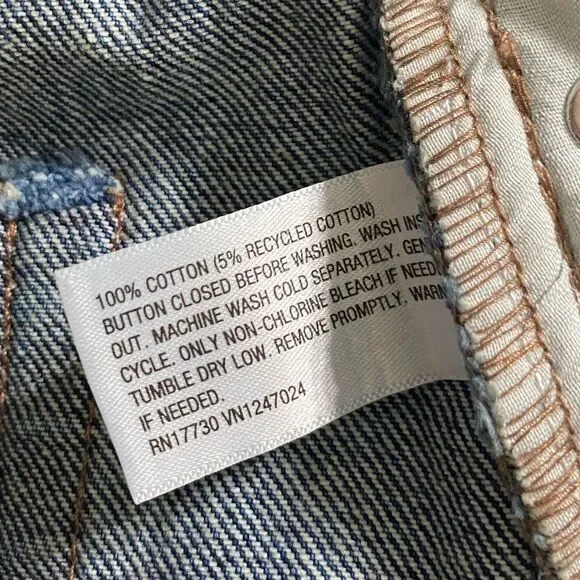 100% COTTON (5% RECYCLED COTTON)
BUTTON CLOSED BEFORE WASHING. WASH INS
OUT. MACHINE WASH COLD SEPARATELY. GEN
CYCLE. ONLY NON-CHLORINE BLEACH IF NEED
TUMBLE DRY LOW. REMOVE PROMPTLY. WARM
IF NEEDED.
RN17730 VN1247024